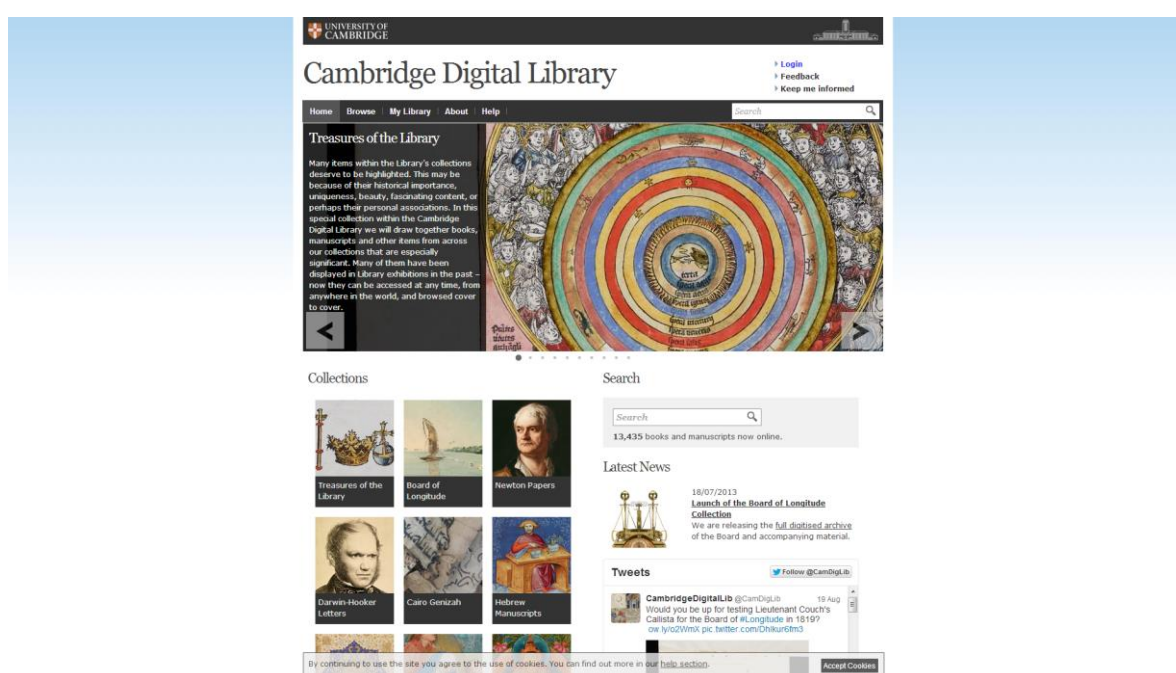 UNIVERSITY OF
CAMBRIDGE
Cambridge Digital Library
Login
Feedback
Keep me informed
Home Browse My Library About Help
Search
Treasures of the Library
Many items within the Library's collections
deserve to be highlighted. This may be
because of their historical importance,
uniqueness, beauty, fascinating content, or
perhaps their personal associations. In this
special collection within the Cambridge
Digital Library we will draw together books,
manuscripts and other items from across
our collections that are especially
significant. Many of them have been
displayed in Library exhibitions in the past –
now they can be accessed at any time, from
anywhere in the world, and browsed cover
to cover.
terra
<
>
Collections
Treasures of the
Library
Board of
Longitude
Newton Papers
Darwin-Hooker
Letters
Cairo Genizah
Hebrew
Manuscripts
Search
Search
13,435 books and manuscripts now online.
Latest News
18/07/2013
Launch of the Board of Longitude
Collection
We are releasing the full digitised archive
of the Board and accompanying material.
Tweets
Follow @CamDigLib
CambridgeDigitalLib @CamDigLib 19 Aug
Would you be up for testing Lieutenant Couch's
Callista for the Board of #Longitude in 1819?
ow.ly/o2WmX pic.twitter.com/Dhlkur6fm3
By continuing to use the site you agree to the use of cookies. You can find out more in our help section.
Accept Cookies